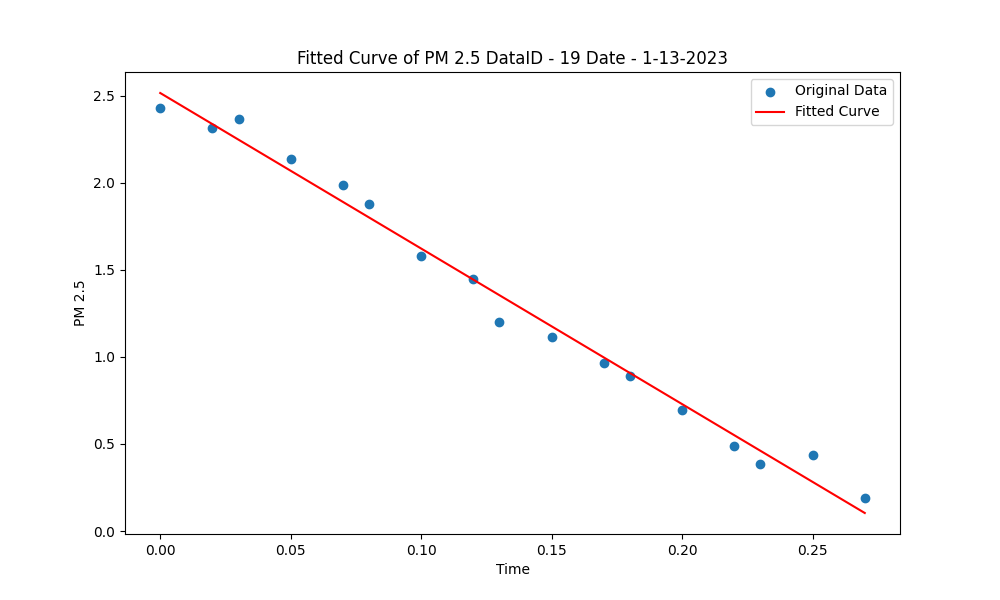 Fitted Curve of PM 2.5 DataID - 19 Date - 1-13-2023
Original Data
Fitted Curve
PM 2.5
2.5
2.0
1.5
1.0
0.5
0.0
0.00 0.05 0.10 0.15 0.20 0.25
Time